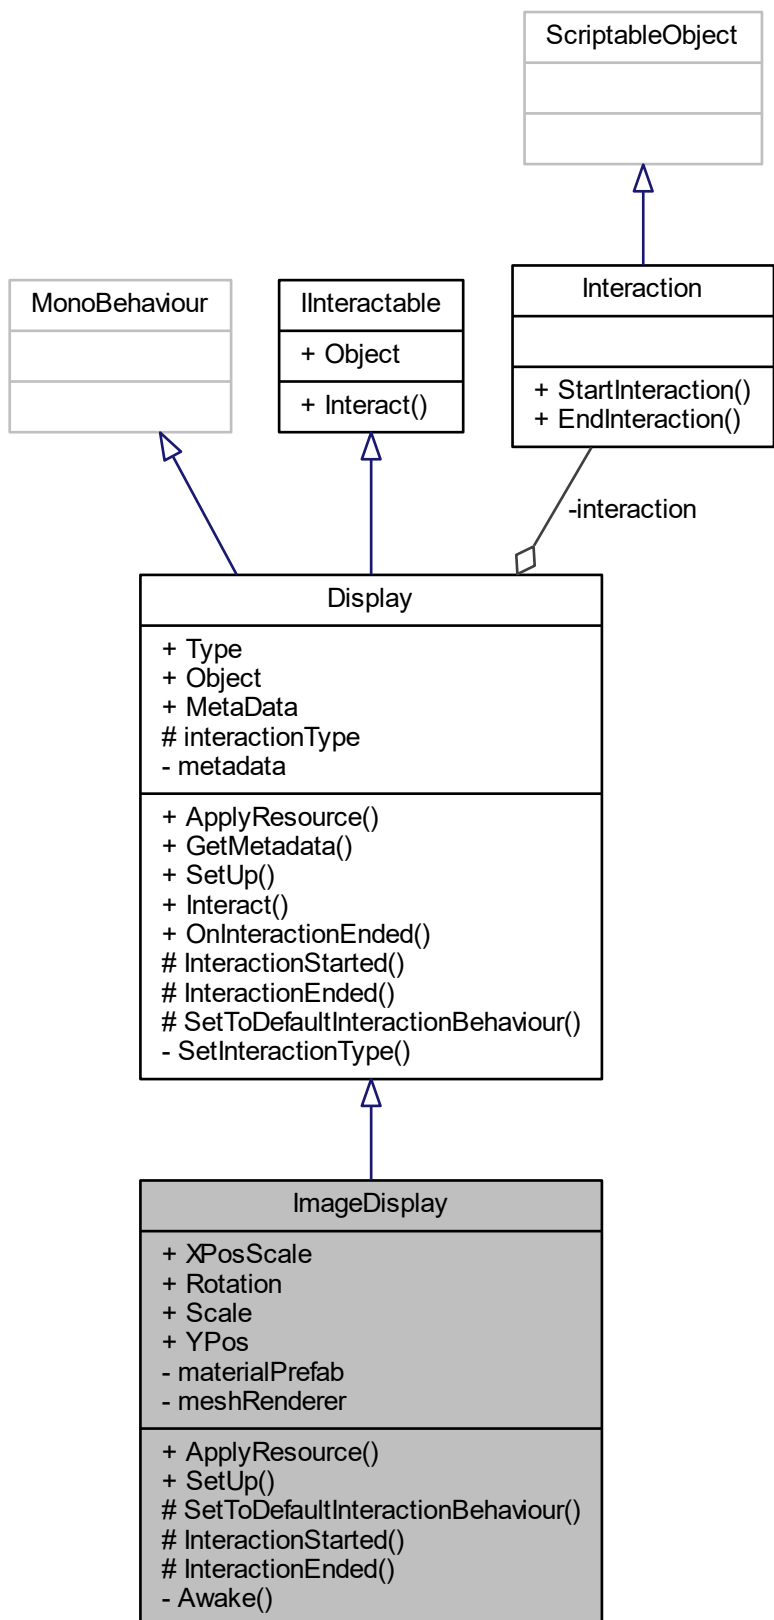 ScriptableObject
MonoBehaviour
IInteractable
+ Object
+ Interact()
Interaction
+ StartInteraction()
+ EndInteraction()
-interaction
Display
+ Type
+ Object
+ MetaData
# interactionType
- metadata
+ ApplyResource()
+ GetMetadata()
+ SetUp()
+ Interact()
+ OnInteractionEnded()
# InteractionStarted()
# InteractionEnded()
# SetToDefaultInteractionBehaviour()
- SetInteractionType()
ImageDisplay
+ XPosScale
+ Rotation
+ Scale
+ YPos
- materialPrefab
- meshRenderer
+ ApplyResource()
+ SetUp()
# SetToDefaultInteractionBehaviour()
# InteractionStarted()
# InteractionEnded()
- Awake()